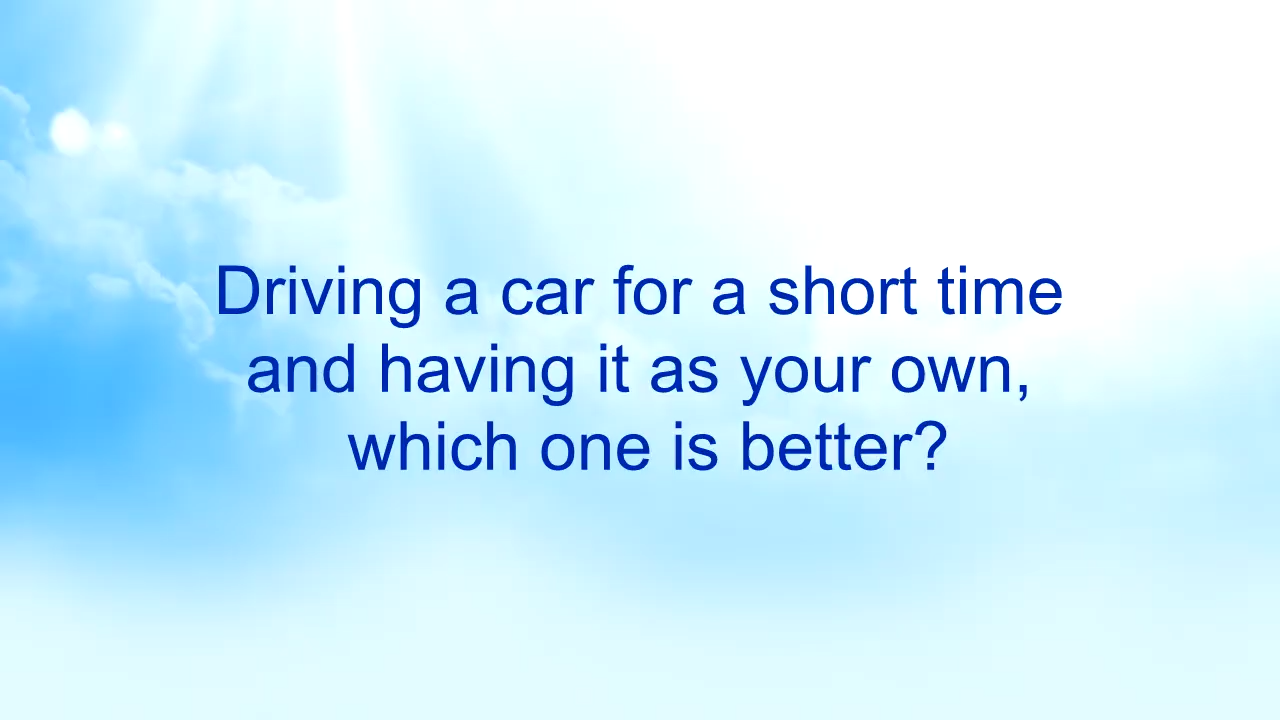 Driving a car for a short time
and having it as your own,
which one is better?